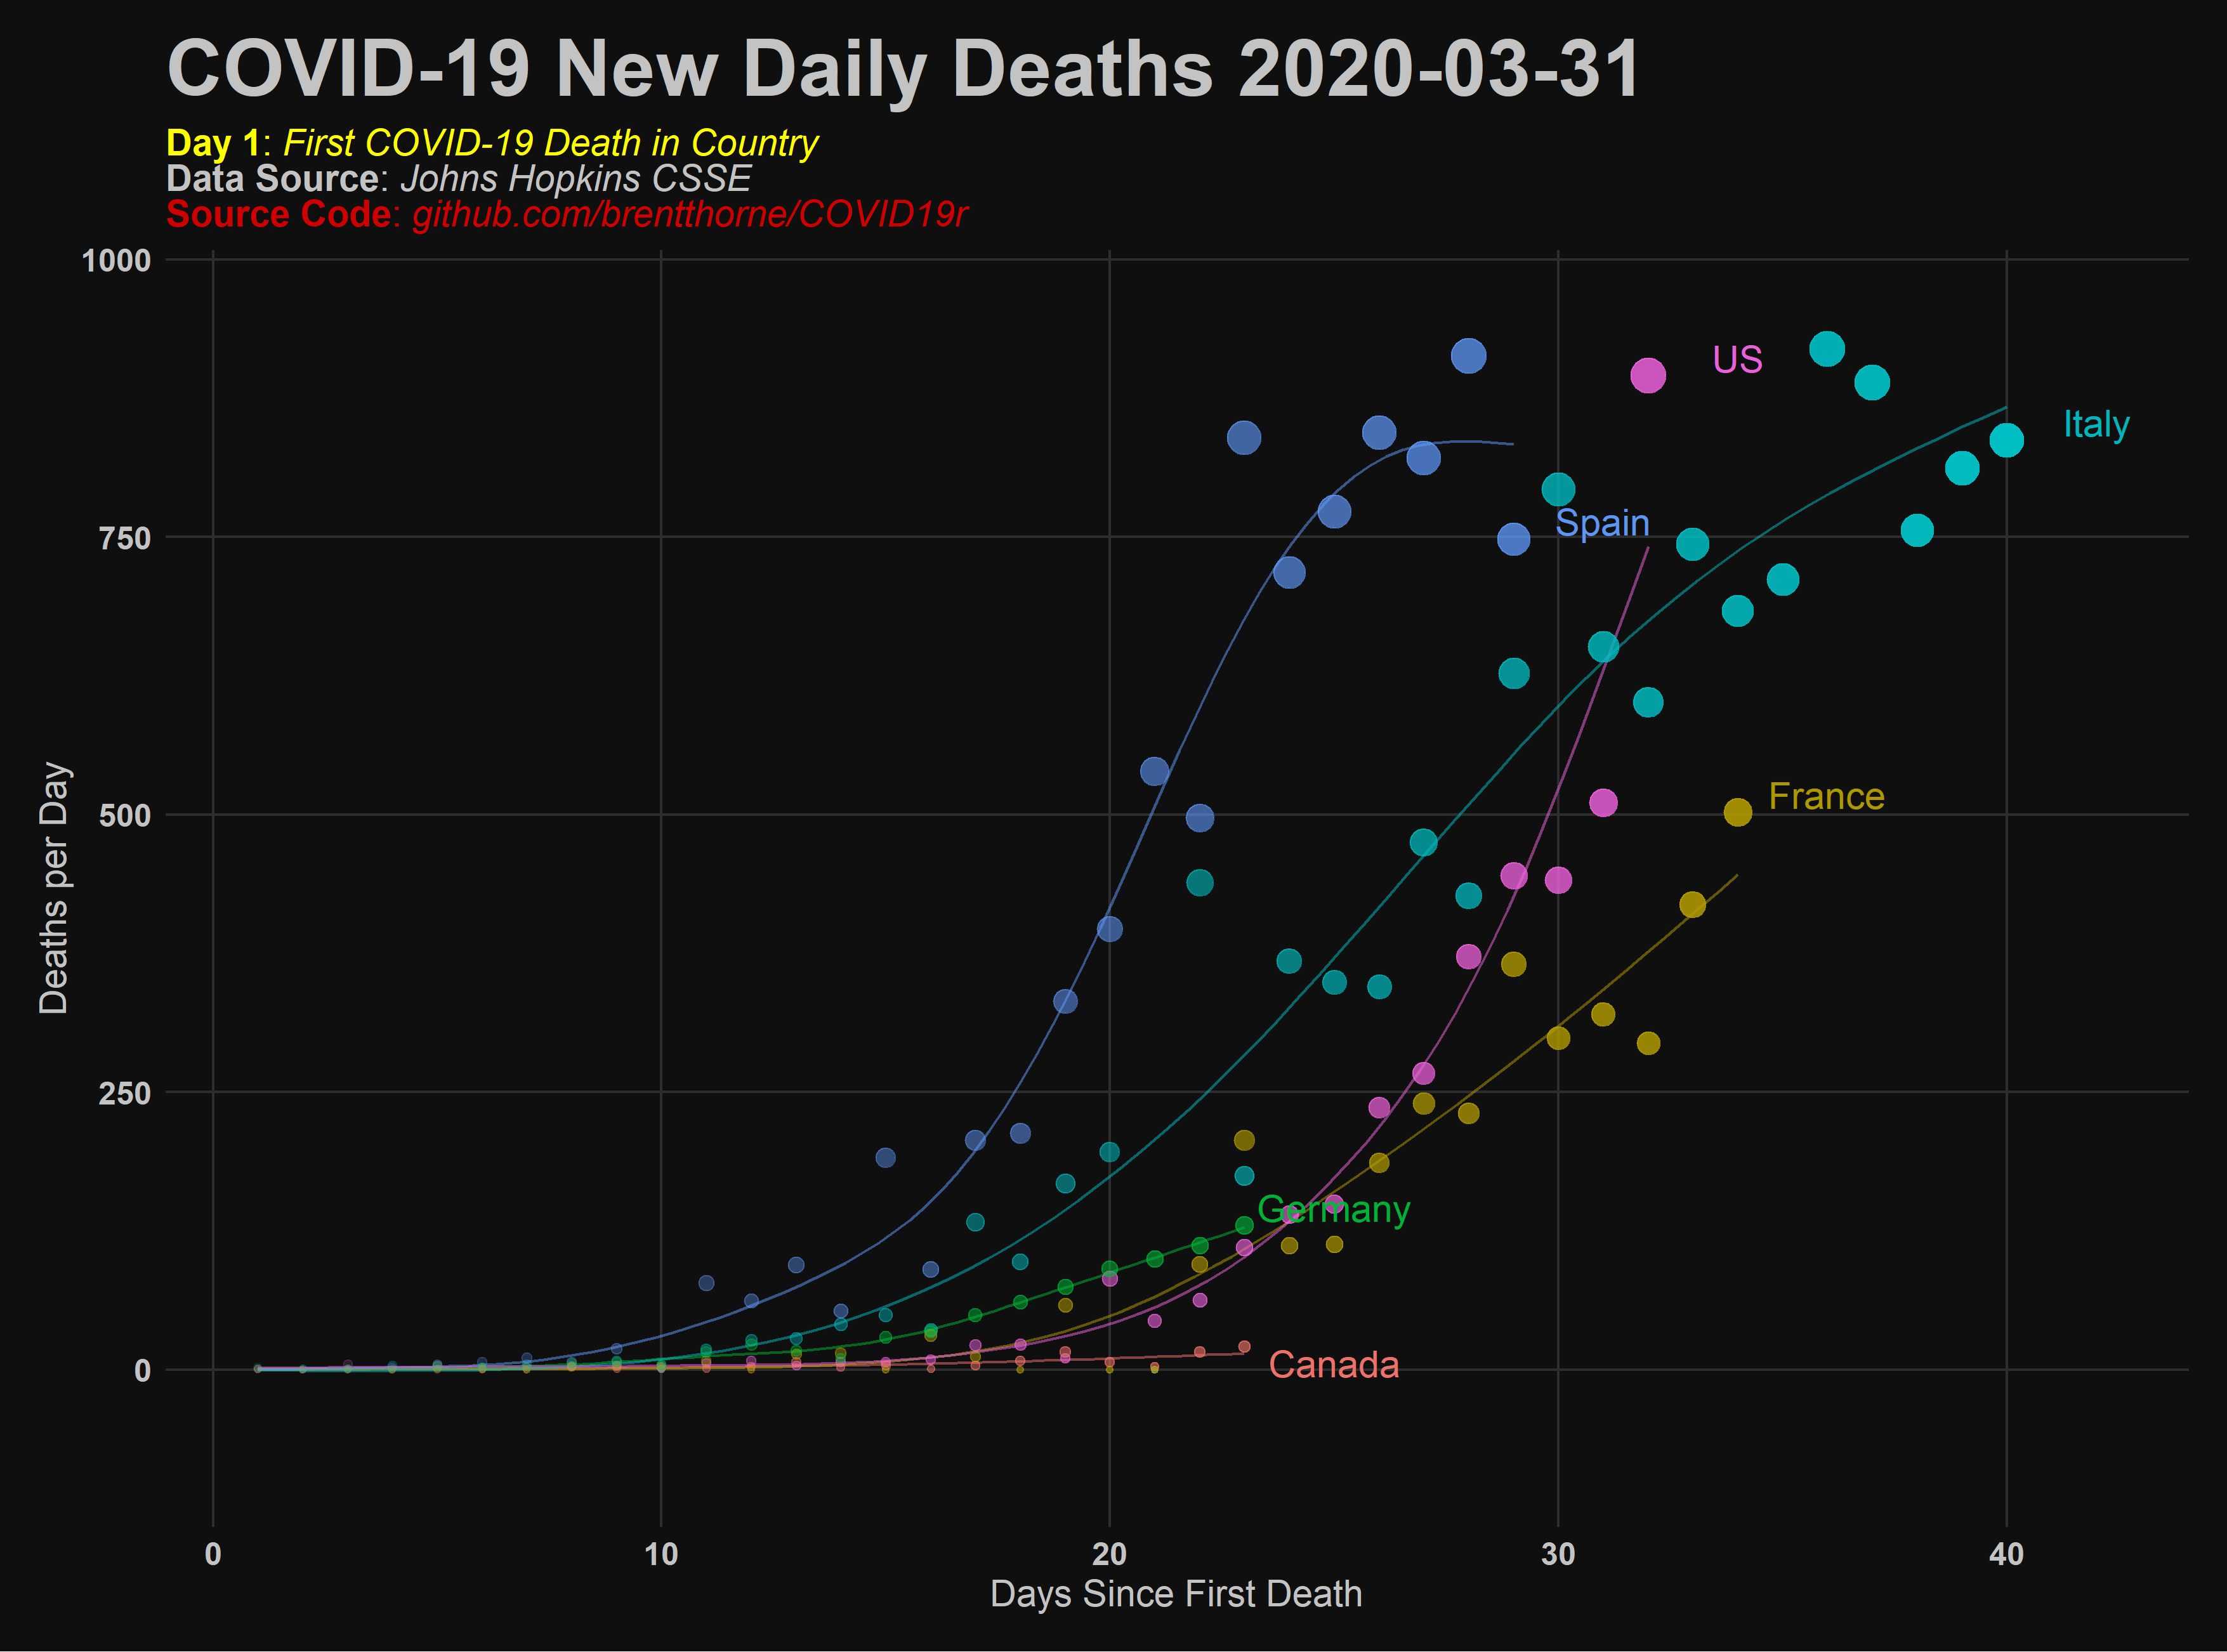 COVID-19 New Daily Deaths 2020-03-31
Day 1: First COVID-19 Death in Country
Data Source: Johns Hopkins CSSE
Source Code: github.com/brentthorne/COVID19r
1000
750
500
250
0
Deaths per Day
US
Italy
Spain
France
Germany
Canada
0 10 20 30 40
Days Since First Death